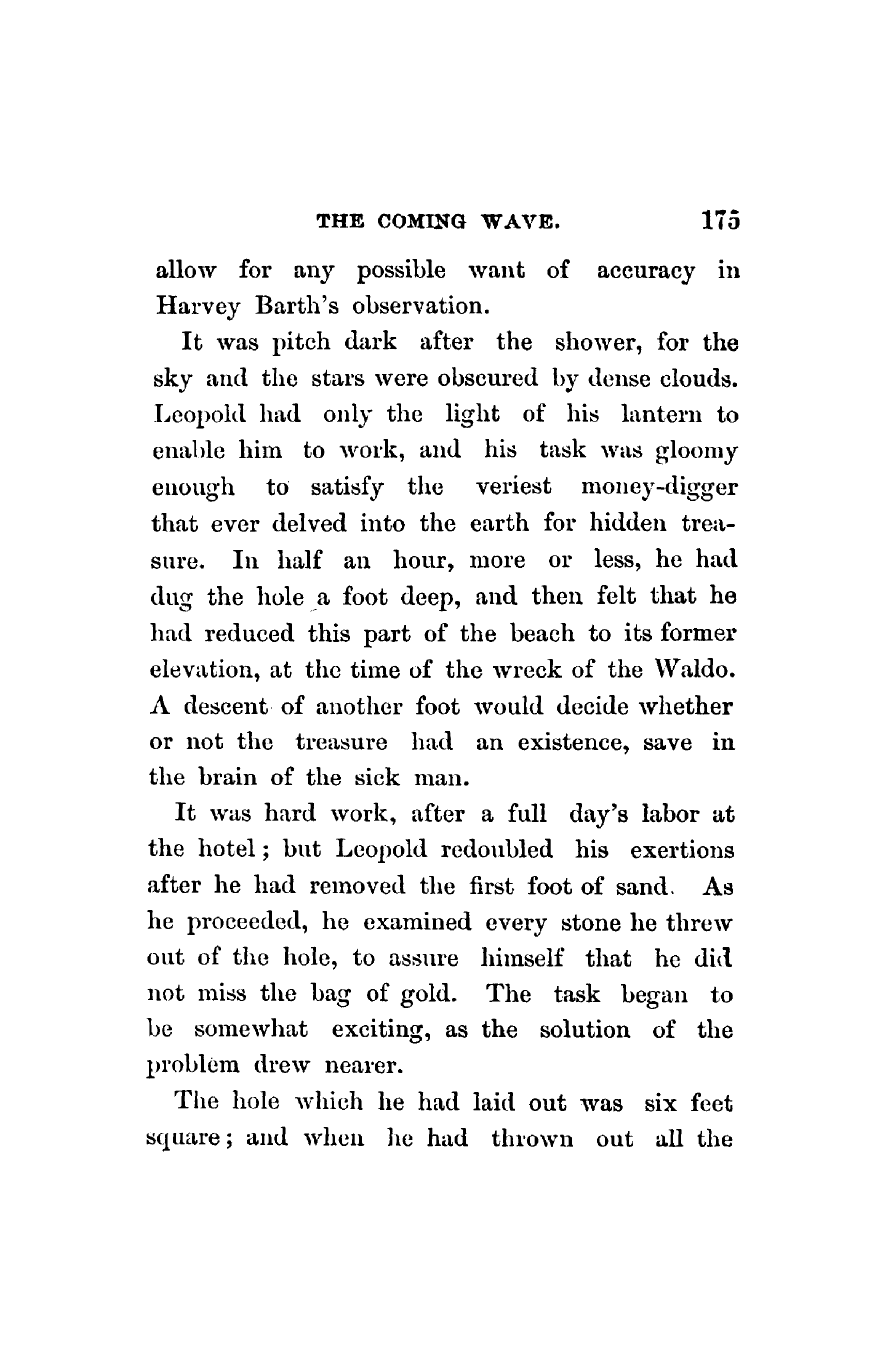 THE COMING WAVE. 175
allow for any possible want of accuracy in
Harvey Barth's observation.
It was pitch dark after the shower, for the
sky and the stars were obscured by dense clouds.
Leopold had only the light of his lantern to
enable him to work, and his task was gloomy
enough to satisfy the veriest money-digger
that ever delved into the earth for hidden trea-
sure. In half an hour, more or less, he had
dug the hole a foot deep, and then felt that he
had reduced this part of the beach to its former
elevation, at the time of the wreck of the Waldo.
A descent of another foot would decide whether
or not the treasure had an existence, save in
the brain of the sick man.
It was hard work, after a full day's labor at
the hotel; but Leopold redoubled his exertions
after he had removed the first foot of sand. As
he proceeded, he examined every stone he threw
out of the hole, to assure himself that he did
not miss the bag of gold. The task began to
be somewhat exciting, as the solution of the
problem drew nearer.
The hole which he had laid out was six feet
square; and when he had thrown out all the